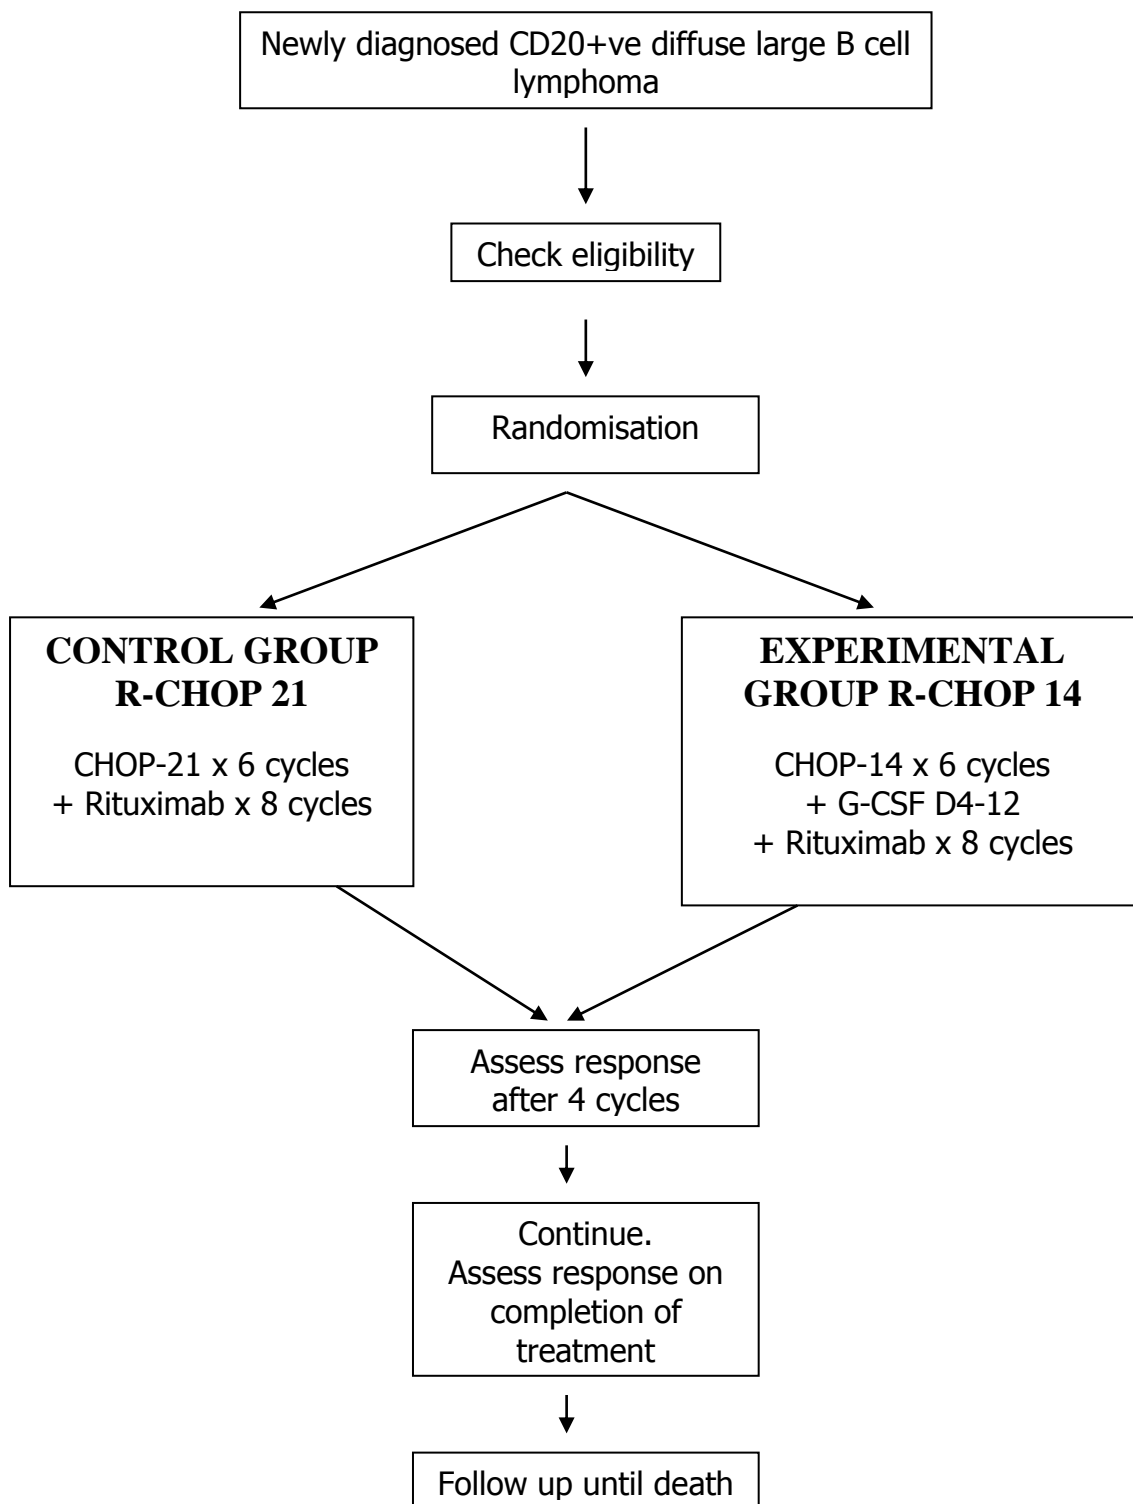 Newly diagnosed CD20+ve diffuse large B cell
lymphoma
Check eligibility
Randomisation
CONTROL GROUP
R-CHOP 21
CHOP-21 x 6 cycles
+ Rituximab x 8 cycles
EXPERIMENTAL
GROUP R-CHOP 14
CHOP-14 x 6 cycles
+ G-CSF D4-12
+ Rituximab x 8 cycles
Assess response
after 4 cycles
Continue.
Assess response on
completion of
treatment
Follow up until death